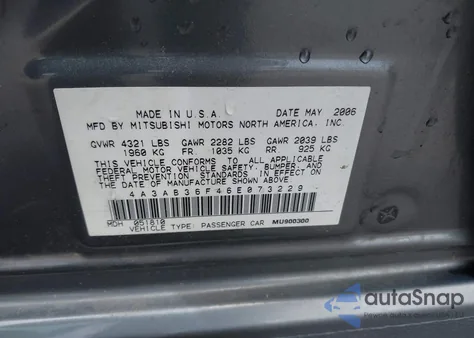 MADE IN U.S.A. DATE MAY 2006
MFD BY MITSUBISHI MOTORS NORTH AMERICA, INC.
GVWR 4321 LBS GAWR 2282 LBS GAWR 2039 LBS
1960 KG FR 1035 KG RR 925 KG
THIS VEHICLE CONFORMS TO ALL APPLICABLE
FEDERAL MOTOR VEHICLE SAFETY, BUMPER,
AND THEFT PREVENTION STANDARDS
IN EFFECT ON THE DATE OF MANUFACTURE
4A3AB36F46E073229
MDH 051810
VEHICLE TYPE: PASSENGER CAR MU900300
autoSnap